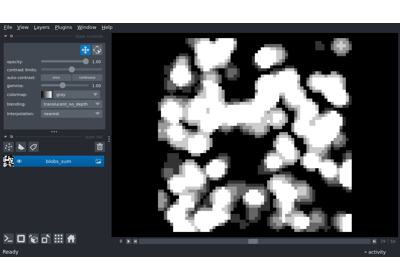 File View Layers Plugins Window Help
opacity: 1.00
contrast limits:
auto-contrast: once continuous
gamma: 1.00
colormap: gray
blending: translucent_no_depth
interpolation: nearest
blobs_sum
Ready
activity